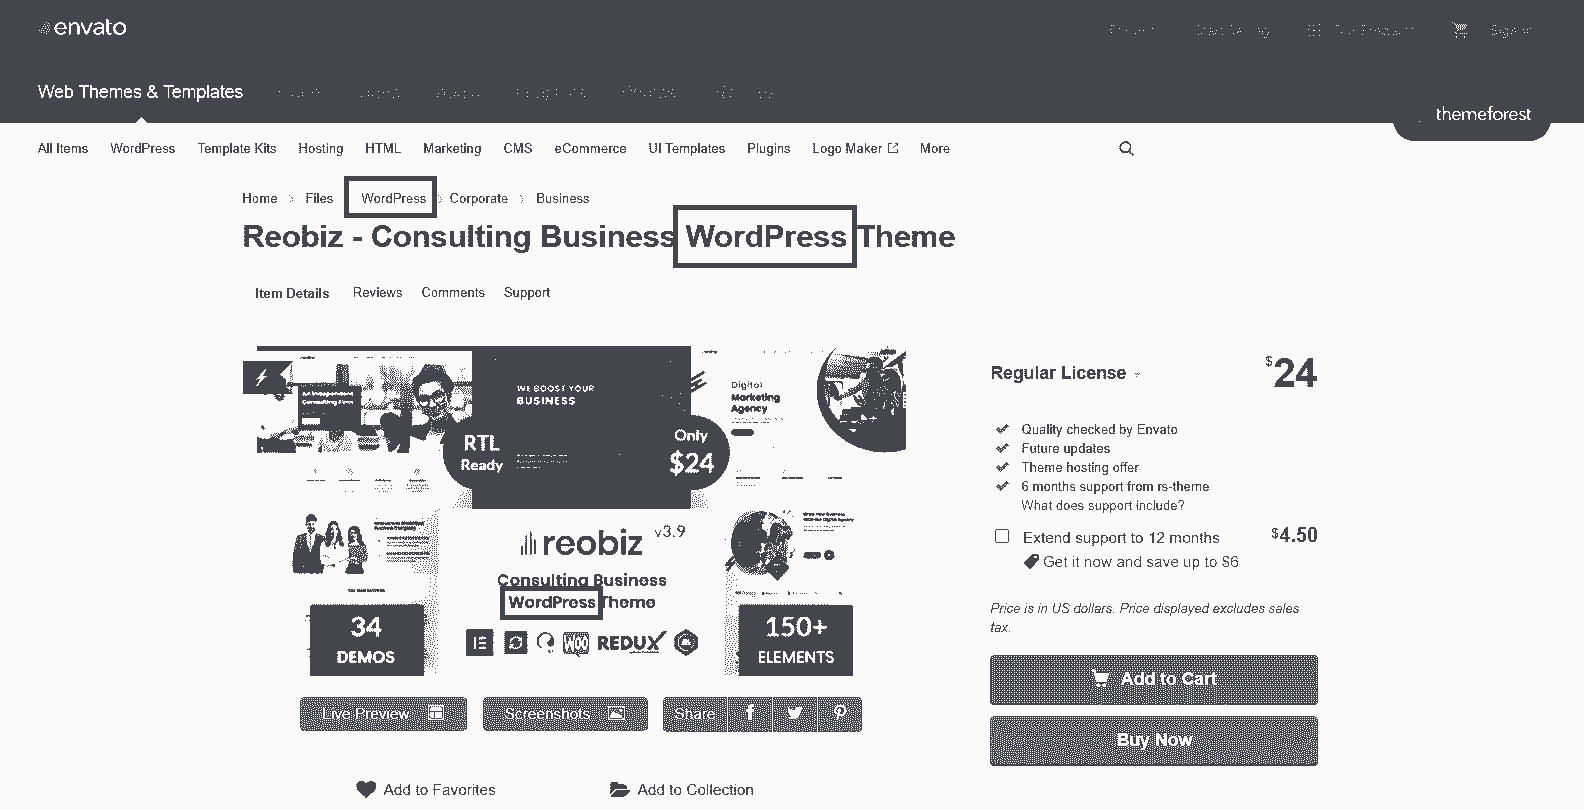 envato
Web Themes & Templates
themeforest
All Items WordPress Template Kits Hosting HTML Marketing CMS eCommerce UI Templates Plugins Logo Maker More
Home Files WordPress Corporate Business
Reobiz - Consulting Business WordPress Theme
Item Details Reviews Comments Support
WE BOOST YOUR
BUSINESS
Digital
Marketing
Agency
RTL
Ready
Only
$24
reobiz v3.9
Consulting Business
WordPress Theme
34
DEMOS
WOO REDUX
150+
ELEMENTS
Live Preview Screenshots Share
Add to Favorites Add to Collection
Regular License $24
Quality checked by Envato
Future updates
Theme hosting offer
6 months support from rs-theme
What does support include?
Extend support to 12 months $4.50
Get it now and save up to $6
Price is in US dollars. Price displayed excludes sales
tax.
Add to Cart
Buy Now